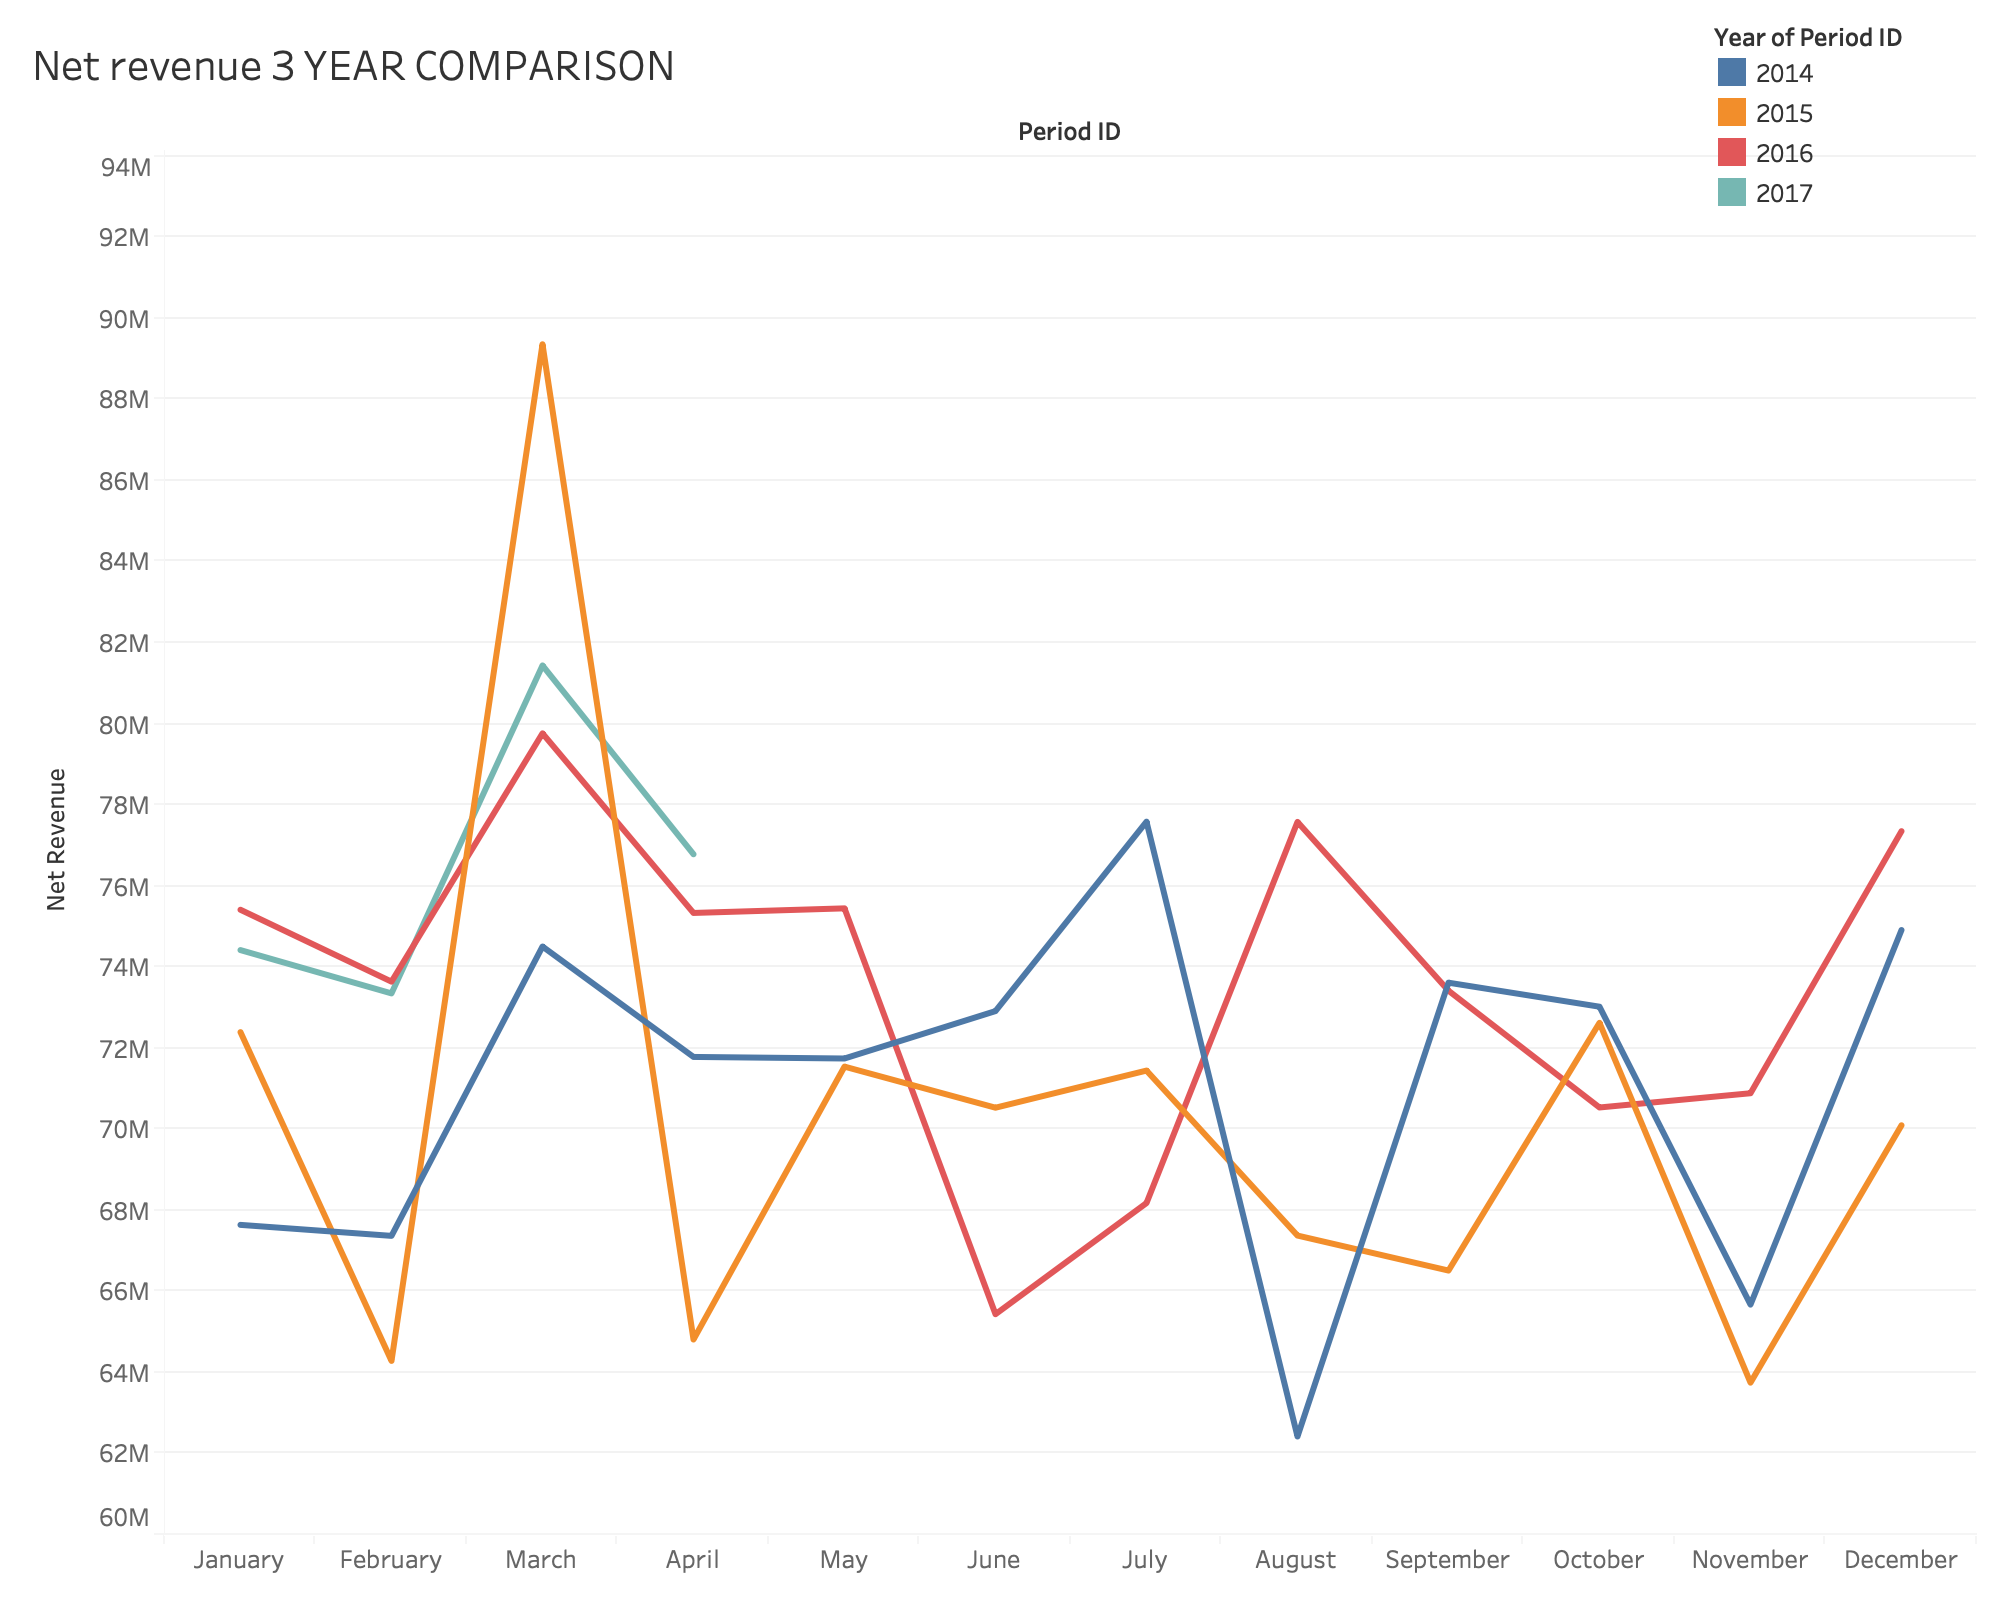 Net revenue 3 YEAR COMPARISON
Year of Period ID
2014
2015
2016
2017
Period ID
94M
92M
90M
88M
86M
84M
82M
80M
78M
76M
74M
72M
70M
68M
66M
64M
62M
60M
Net Revenue
January February March April May June July August September October November December